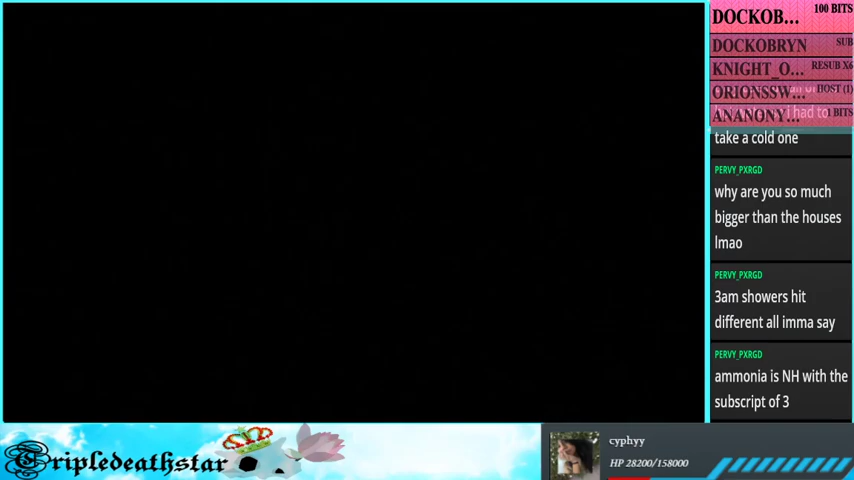 DOCKOB... 100 BITS
DOCKOBRYN SUB
KNIGHT_O... RESUB X6
ORIONSSW... HOST (1)
ANANONY... 1 BITS
i had to
take a cold one
PERVY_PXRGD
why are you so much
bigger than the houses
lmao
PERVY_PXRGD
3am showers hit
different all imma say
PERVY_PXRGD
ammonia is NH with the
subscript of 3
Tripledeathstar
cyphyy
HP 28200/158000